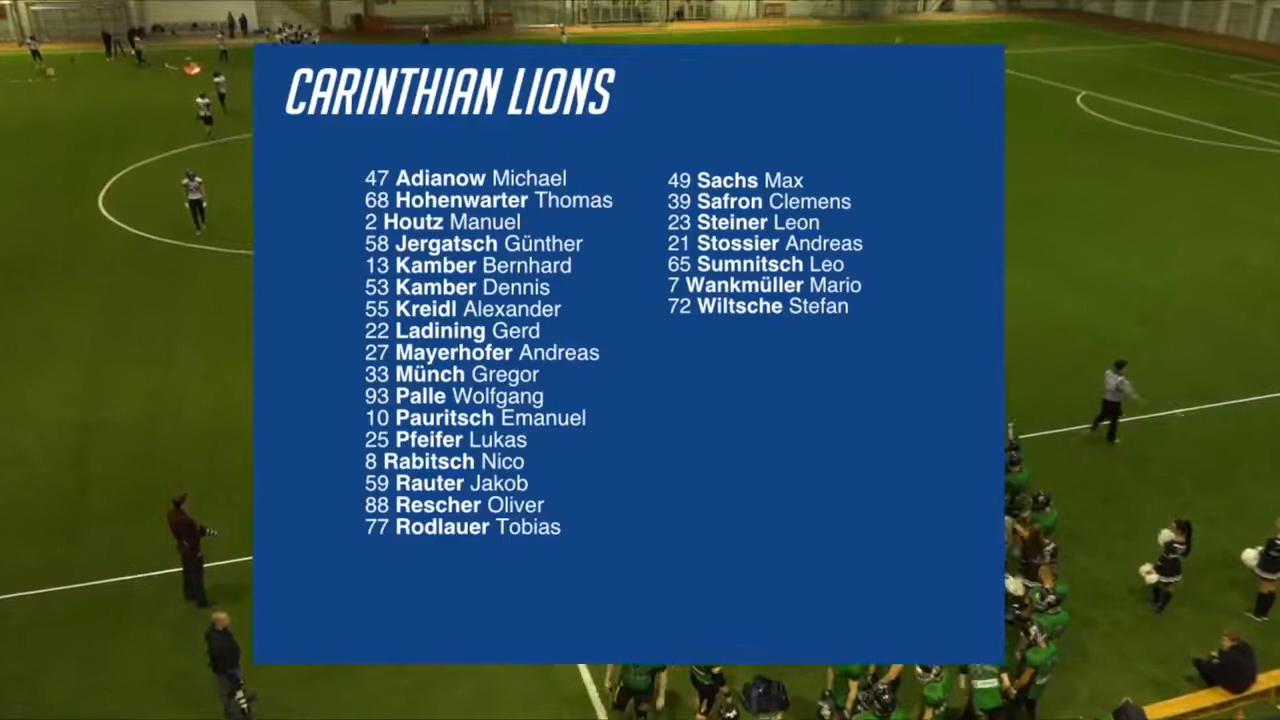 CARINTHIAN LIONS
47 Adianow Michael
68 Hohenwarter Thomas
2 Houtz Manuel
58 Jergatsch Günther
13 Kamber Bernhard
53 Kamber Dennis
55 Kreidl Alexander
22 Ladining Gerd
27 Mayerhofer Andreas
33 Münch Gregor
93 Palle Wolfgang
10 Pauritsch Emanuel
25 Pfeifer Lukas
8 Rabitsch Nico
59 Rauter Jakob
88 Rescher Oliver
77 Rodlauer Tobias
49 Sachs Max
39 Safron Clemens
23 Steiner Leon
21 Stossier Andreas
65 Sumnitsch Leo
7 Wankmüller Mario
72 Wiltsche Stefan